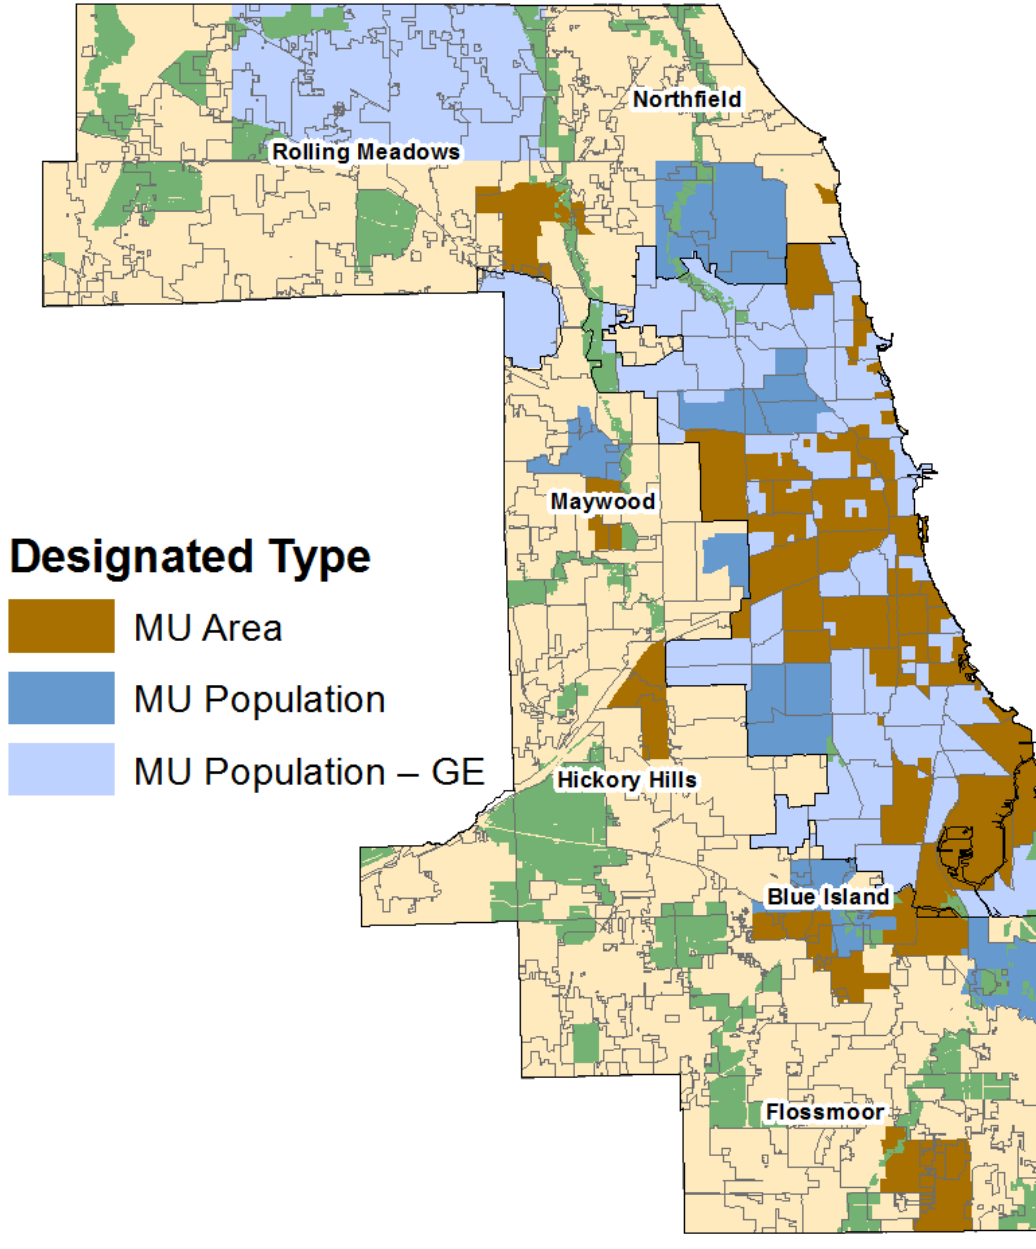 Northfield
Rolling Meadows
Maywood
Designated Type
MU Area
MU Population
MU Population – GE
Hickory Hills
Blue Island
Flossmoor